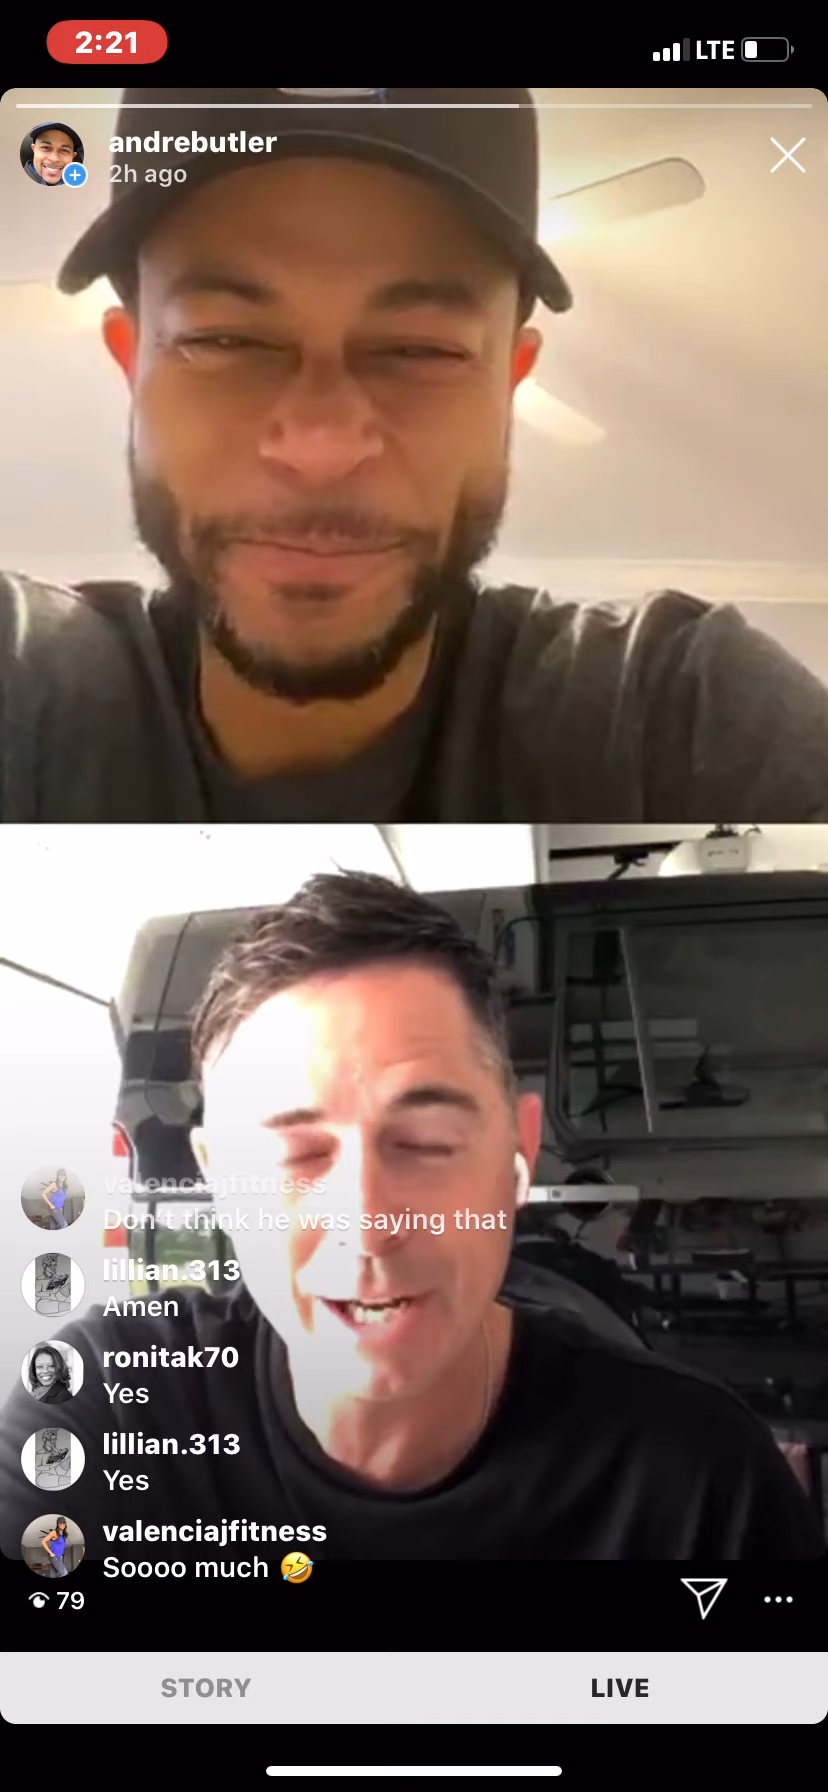 2:21
LTE
andrebutler
2h ago
valenciajfitness
Don't think he was saying that
lillian.313
Amen
ronitak70
Yes
lillian.313
Yes
valenciajfitness
Soooo much 🤣
79
STORY
LIVE